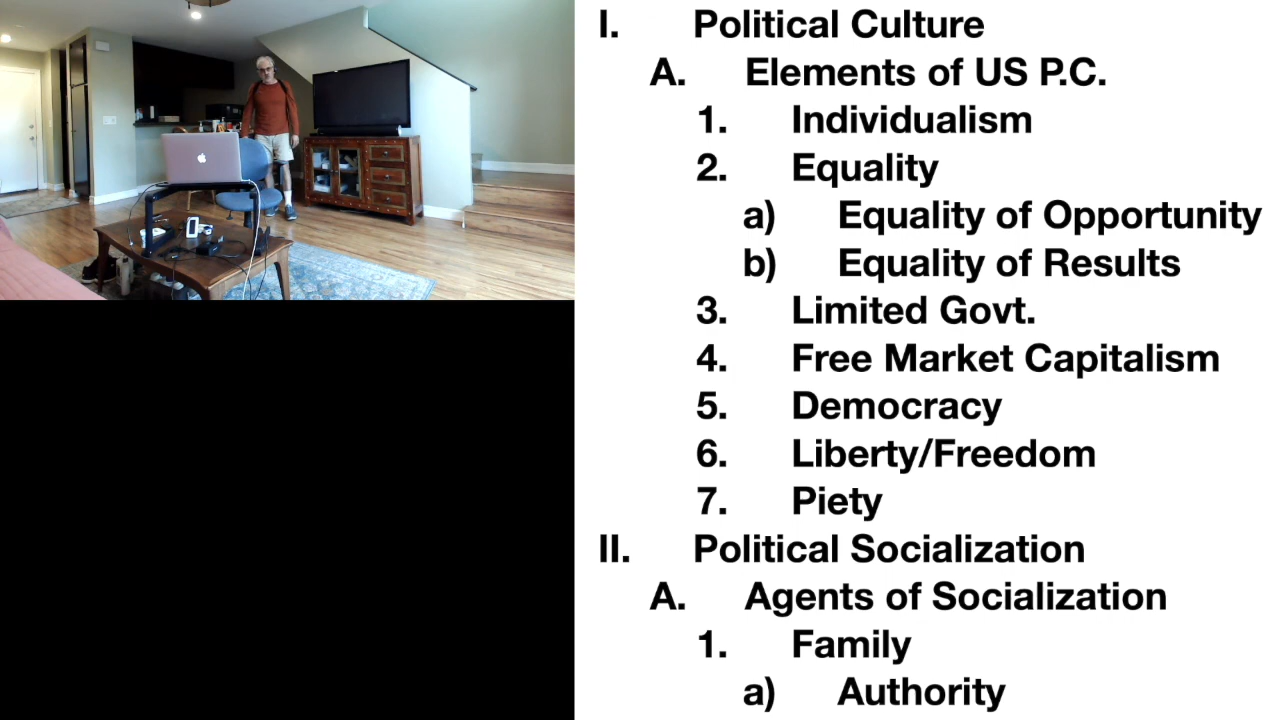 I. Political Culture
A. Elements of US P.C.
1. Individualism
2. Equality
a) Equality of Opportunity
b) Equality of Results
3. Limited Govt.
4. Free Market Capitalism
5. Democracy
6. Liberty/Freedom
7. Piety
II. Political Socialization
A. Agents of Socialization
1. Family
a) Authority